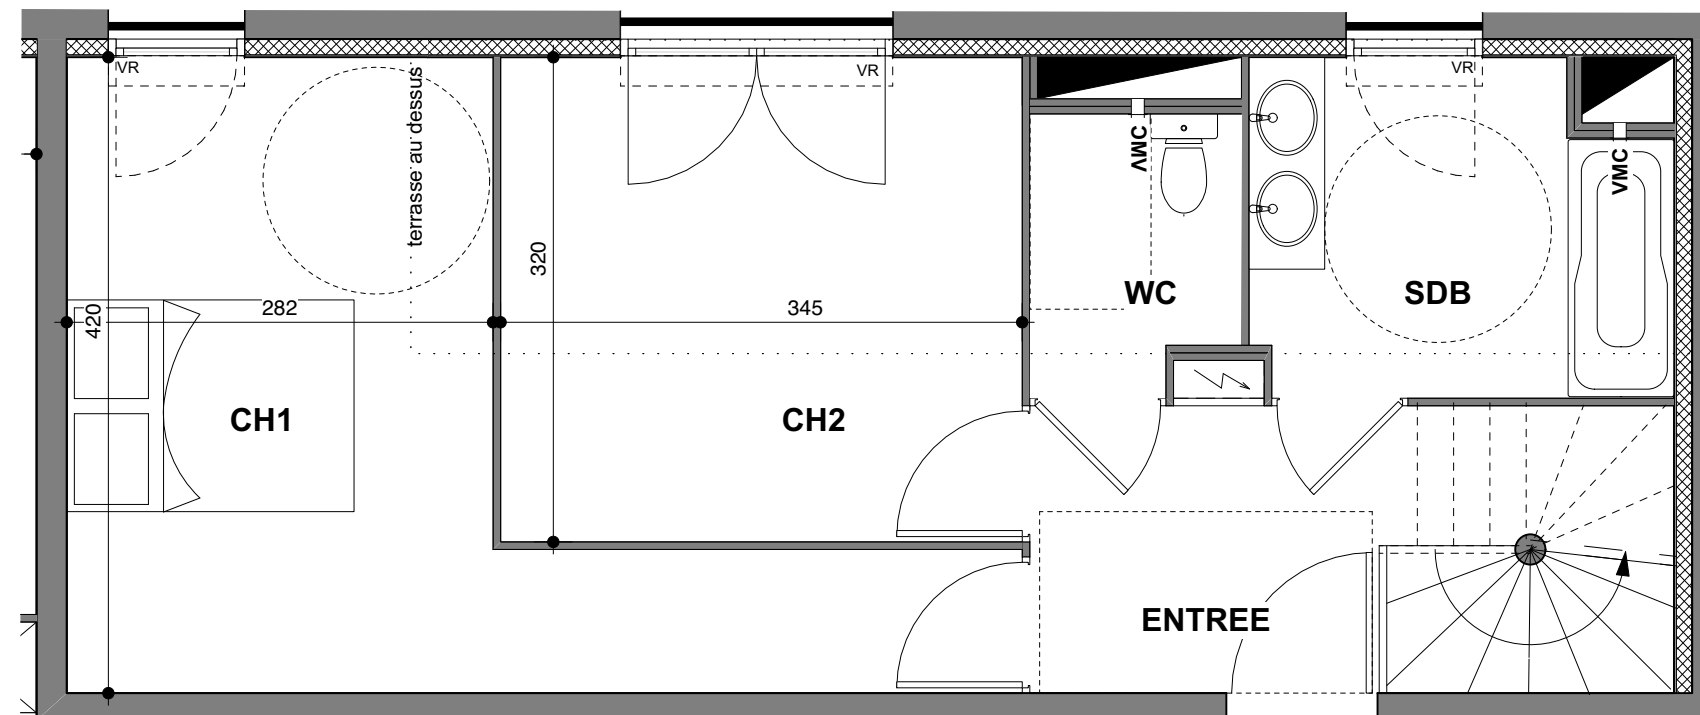 VR
VR
VR
terrasse au dessus
VMC
VMC
320
420
282
345
WC
SDB
CH1
CH2
ENTREE